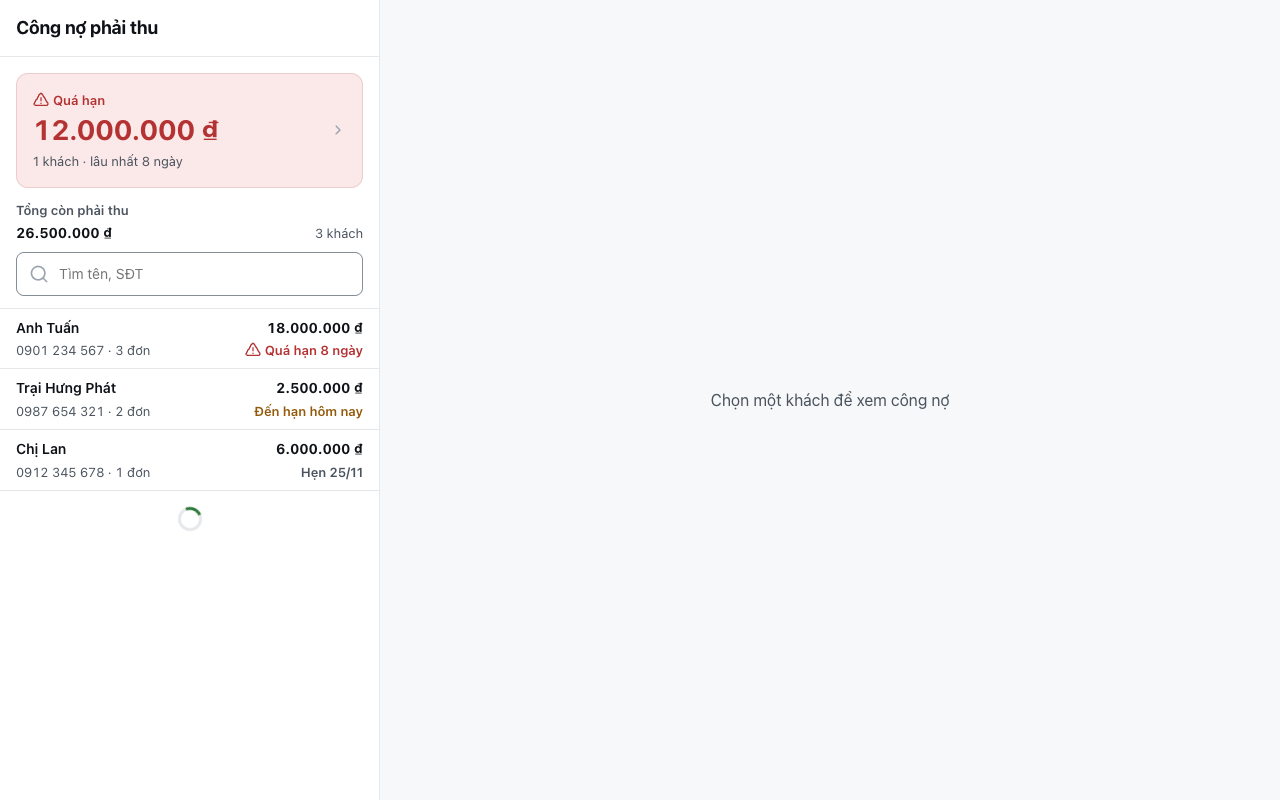 Công nợ phải thu
Quá hạn
12.000.000 ₫
1 khách · lâu nhất 8 ngày
Tổng còn phải thu
26.500.000 ₫ 3 khách
Tìm tên, SĐT
Anh Tuấn 18.000.000 ₫
0901 234 567 · 3 đơn Quá hạn 8 ngày
Trại Hưng Phát 2.500.000 ₫
0987 654 321 · 2 đơn Đến hạn hôm nay
Chị Lan 6.000.000 ₫
0912 345 678 · 1 đơn Hẹn 25/11
Chọn một khách để xem công nợ